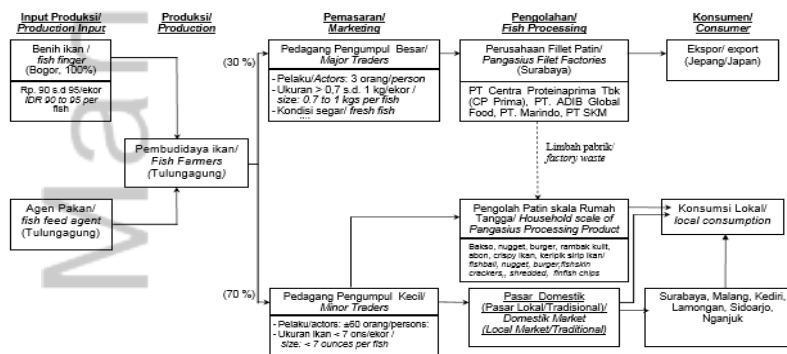 Input Produksi/
Production Input
Produksi/
Production
Pemasaran/
Marketing
Pengolahan/
Fish Processing
Konsumen/
Consumer
Benih ikan /
fish finger
(Bogor, 100%)
Rp. 90 s.d 95/ekor
IDR 90 to 95 per
fish
Agen Pakan/
fish feed agent
(Tulungagung)
Pembudidaya ikan/
Fish Farmers
(Tulungagung)
(30 %)
Pedagang Pengumpul Besar/
Major Traders
- Pelaku/Actors: 3 orang/person
- Ukuran > 0,7 s.d. 1 kg/ekor /
size: 0.7 to 1 kgs per fish
- Kondisi segar/ fresh fish
Perusahaan Fillet Patin/
Pangasius Fillet Factories
(Surabaya)
PT Centra Proteinaprima Tbk
(CP Prima), PT. ADIB Global
Food, PT. Marindo, PT SKM
Ekspor/ export
(Jepang/Japan)
Limbah pabrik/
factory waste
Pengolah Patin skala Rumah
Tangga/ Household scale of
Pangasius Processing Product
Bakso, nugget, burger, rambak kulit,
abon, crispy ikan, keripik sirip ikan/
fishball, nugget, burger,fishskin
crackers,, shredded, finfish chips
Konsumsi Lokal/
local consumption
(70 %)
Pedagang Pengumpul Kecil/
Minor Traders
- Pelaku/actors: ±60 orang/persons:
- Ukuran ikan < 7 ons/ekor /
size: < 7 ounces per fish
Pasar Domestik
(Pasar Lokal/Tradisional)/
Domestik Market
(Local Market/Traditional)
Surabaya, Malang, Kediri,
Lamongan, Sidoarjo,
Nganjuk